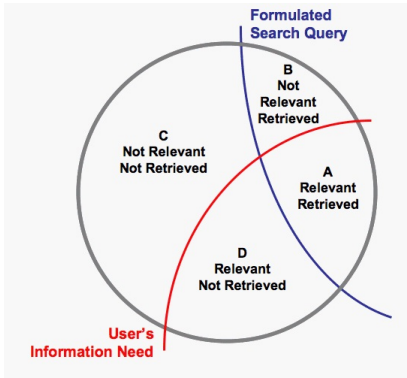 Formulated
Search Query
B
Not
Relevant
Retrieved
C
Not Relevant
Not Retrieved
A
Relevant
Retrieved
D
Relevant
Not Retrieved
User's
Information Need